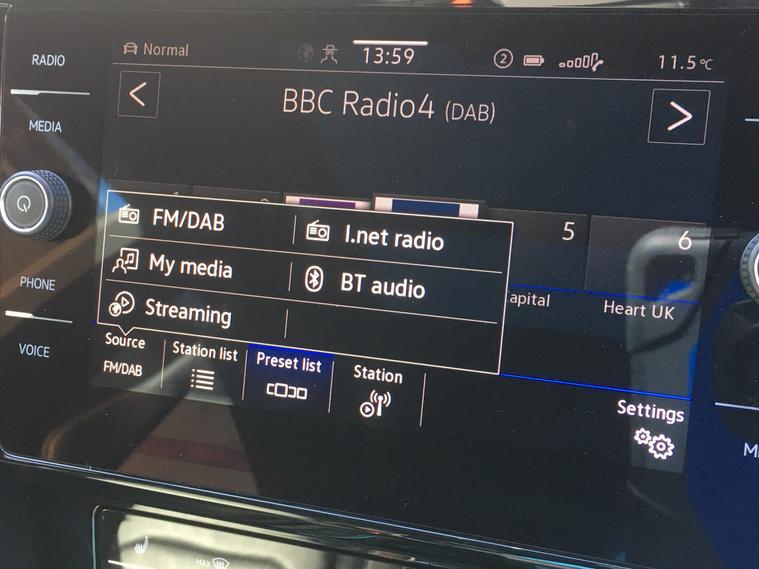 RADIO
MEDIA
PHONE
VOICE
Normal
13:59
2
11.5°C
BBC Radio4 (DAB)
5
6
apital
Heart UK
FM/DAB
I.net radio
My media
BT audio
Streaming
Source
FM/DAB
Station list
Preset list
Station
Settings
MAX